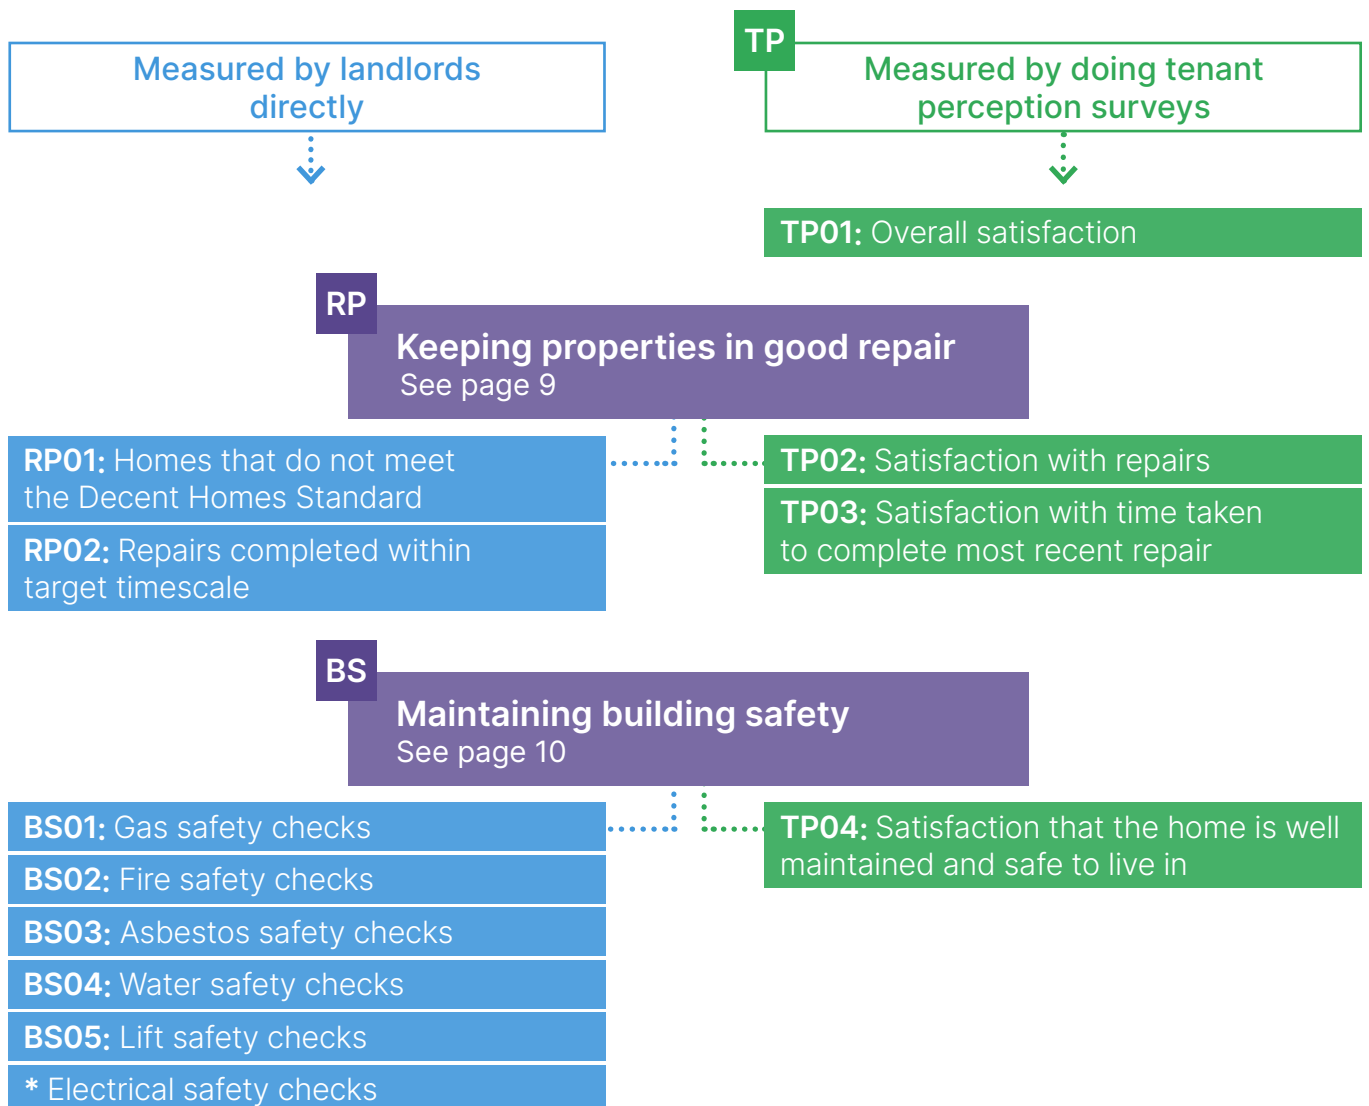 Measured by landlords
directly
TP
Measured by doing tenant
perception surveys
TP01: Overall satisfaction
RP
Keeping properties in good repair
See page 9
RP01: Homes that do not meet
the Decent Homes Standard
RP02: Repairs completed within
target timescale
TP02: Satisfaction with repairs
TP03: Satisfaction with time taken
to complete most recent repair
BS
Maintaining building safety
See page 10
BS01: Gas safety checks
BS02: Fire safety checks
BS03: Asbestos safety checks
BS04: Water safety checks
BS05: Lift safety checks
* Electrical safety checks
TP04: Satisfaction that the home is well
maintained and safe to live in